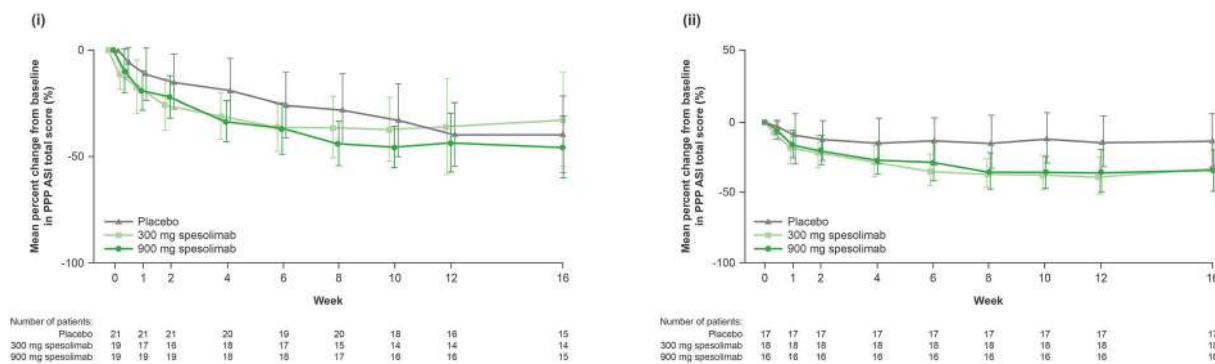 (i)
0
-50
-100
Mean percent change from baseline
in PPP ASI total score (%)
Placebo
300 mg spesolimab
900 mg spesolimab
0 1 2 4 6 8 10 12 16
Week
Number of patients:
Placebo 21 21 21 20 19 20 18 16 15
300 mg spesolimab 19 17 16 18 17 15 14 14 14
900 mg spesolimab 19 19 19 18 18 17 16 16 15
(ii)
50
0
-50
-100
Mean percent change from baseline
in PPP ASI total score (%)
Placebo
300 mg spesolimab
900 mg spesolimab
0 1 2 4 6 8 10 12 16
Week
Number of patients:
Placebo 17 17 17 17 17 17 17 17 17
300 mg spesolimab 18 18 18 18 18 18 18 18 18
900 mg spesolimab 16 16 16 16 16 16 16 16 16